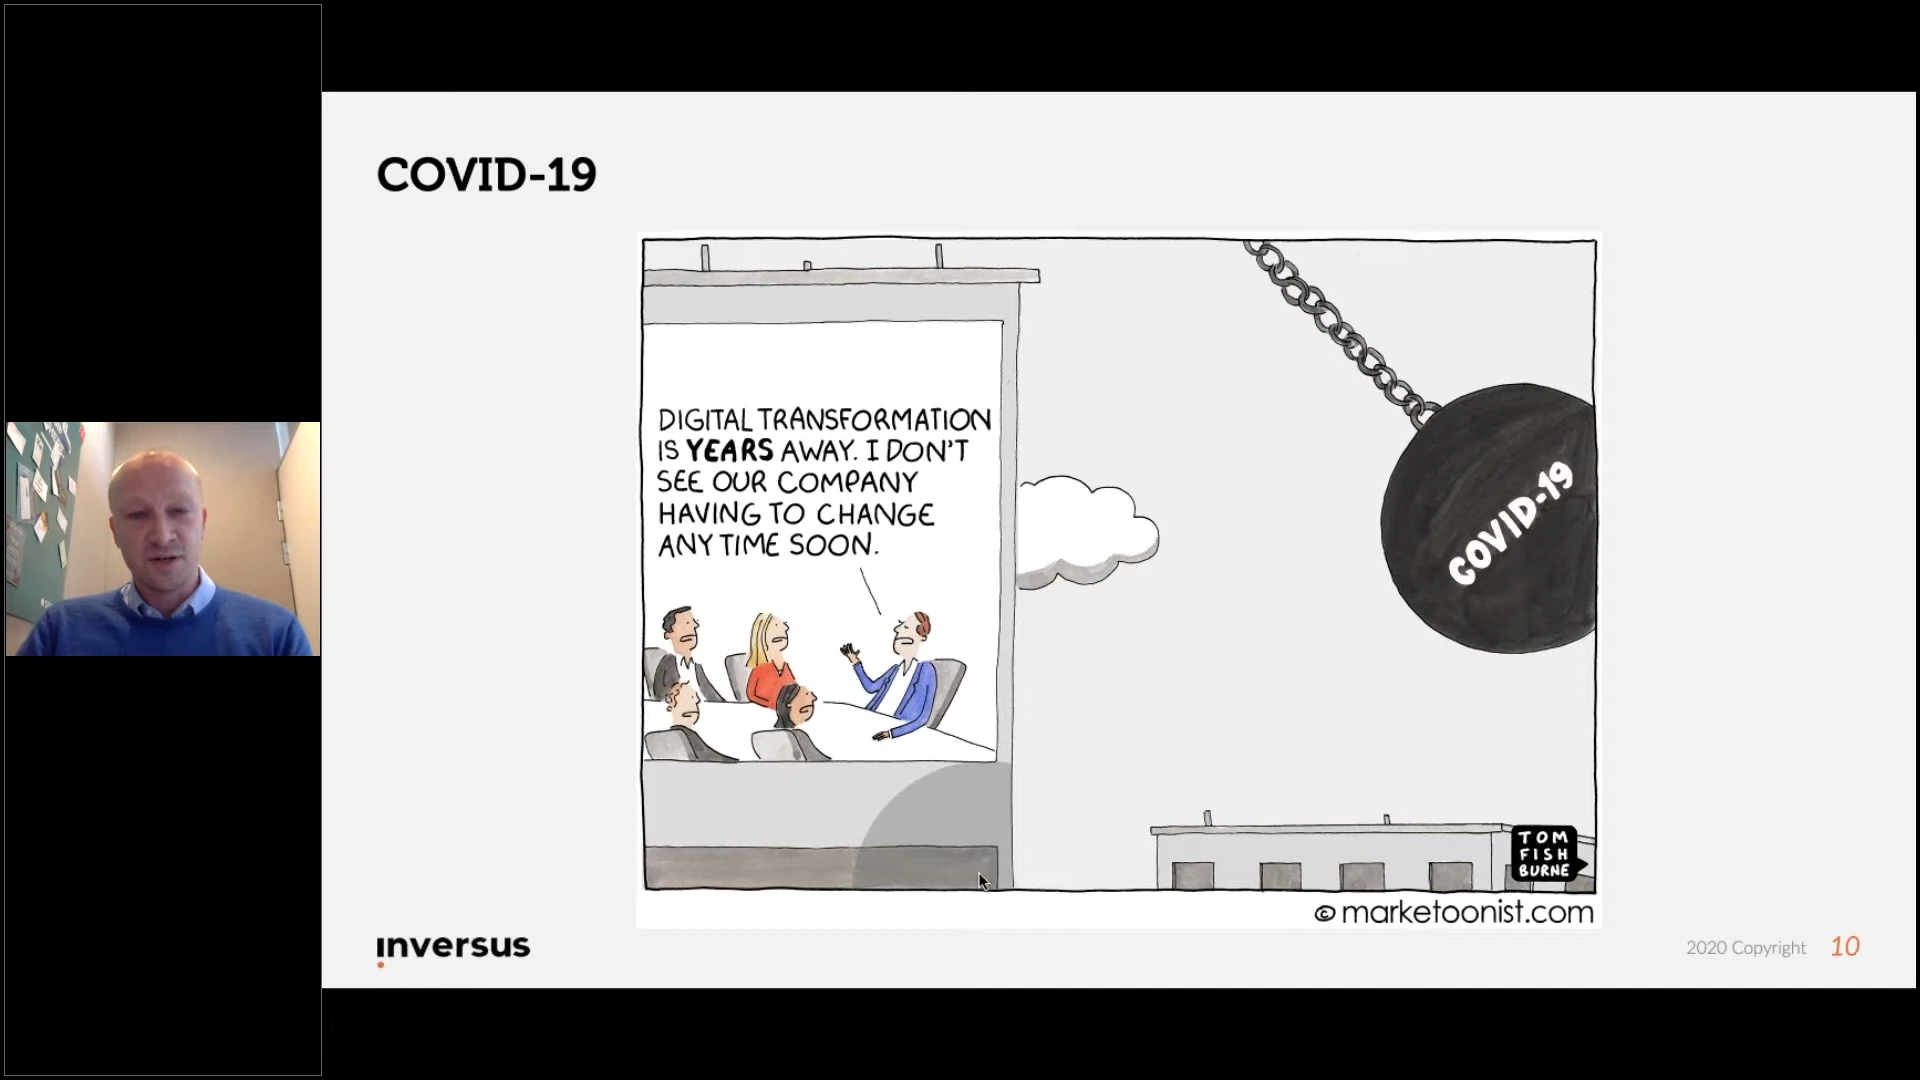 COVID-19
DIGITAL TRANSFORMATION
IS YEARS AWAY. I DON'T
SEE OUR COMPANY
HAVING TO CHANGE
ANY TIME SOON.
COVID-19
TOM
FISH
BURNE
© marketoonist.com
inversus
2020 Copyright 10